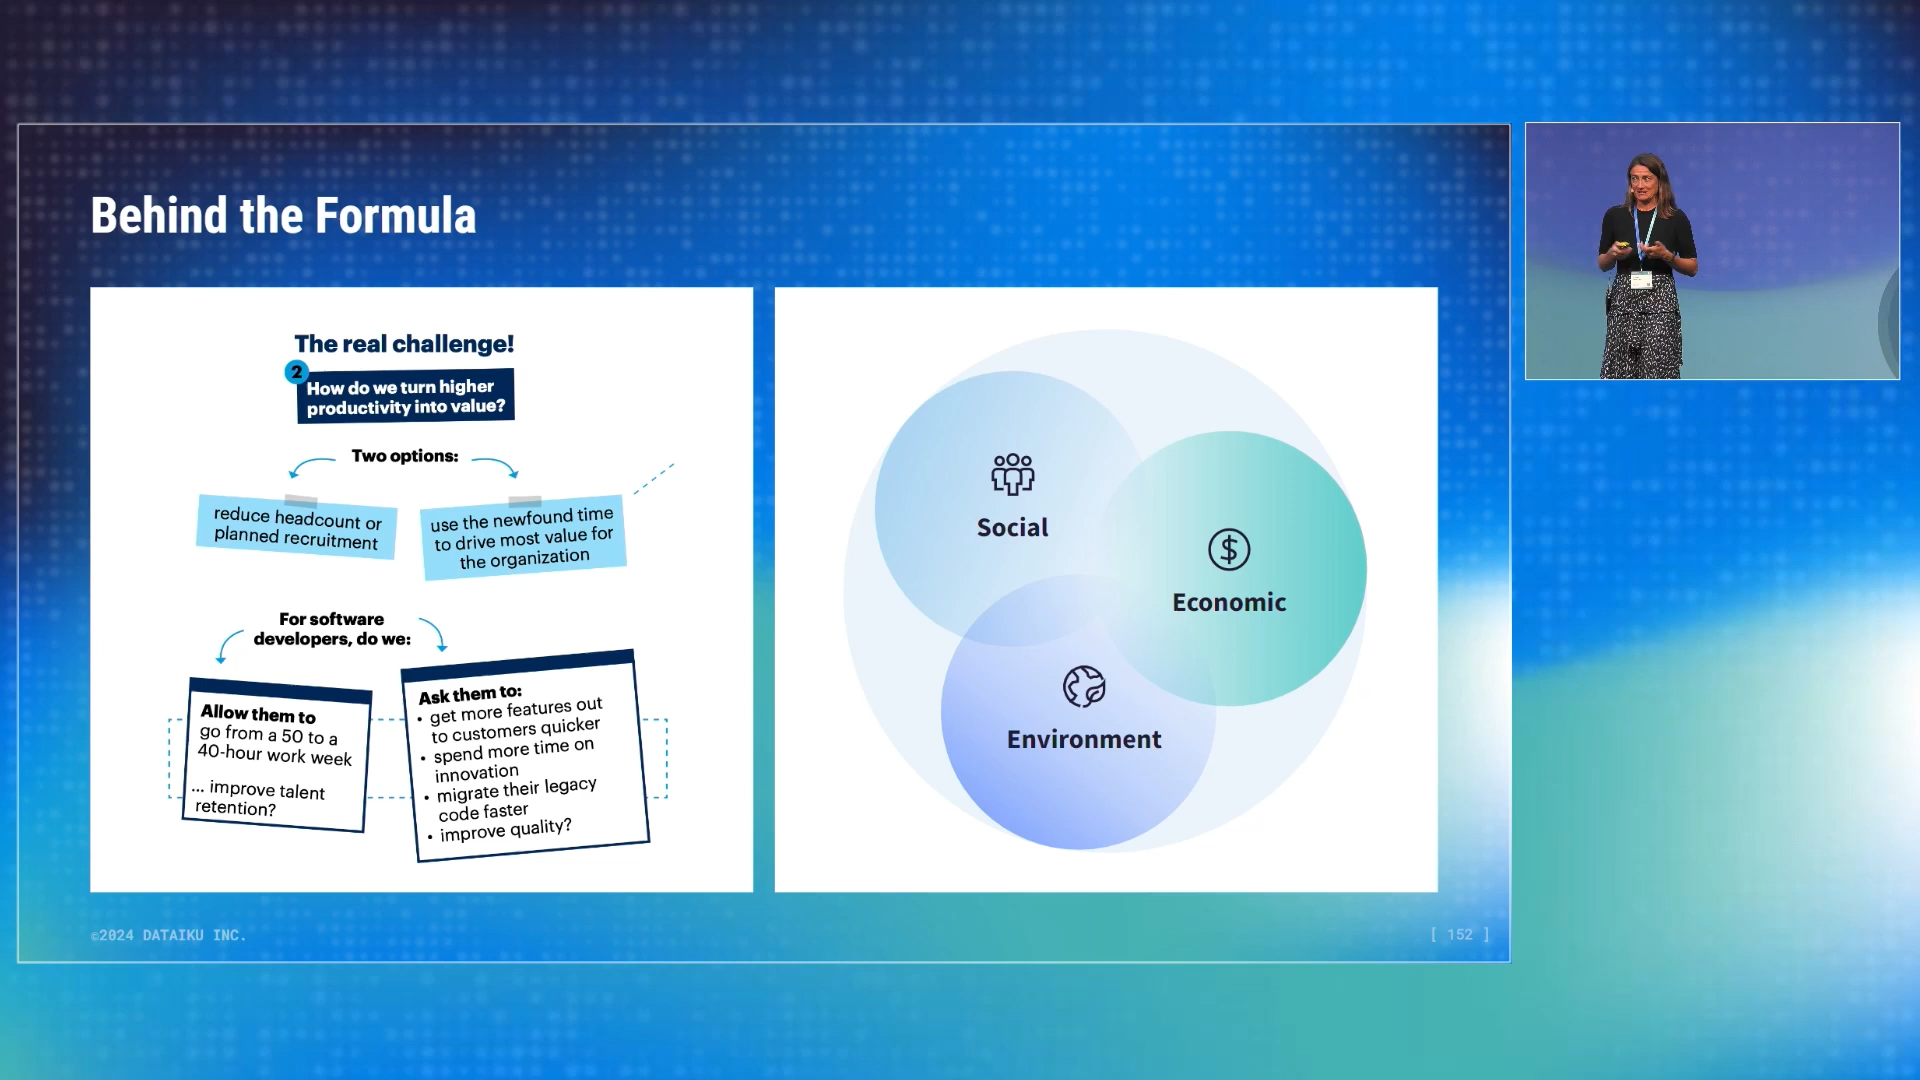 Behind the Formula
The real challenge!
2
How do we turn higher
productivity into value?
Two options:
reduce headcount or
planned recruitment
use the newfound time
to drive most value for
the organization
For software
developers, do we:
Allow them to
go from a 50 to a
40-hour work week
... improve talent
retention?
Ask them to:
• get more features out
to customers quicker
• spend more time on
innovation
• migrate their legacy
code faster
• improve quality?
Social
$
Economic
Environment
©2024 DATAIKU INC.
[ 152 ]